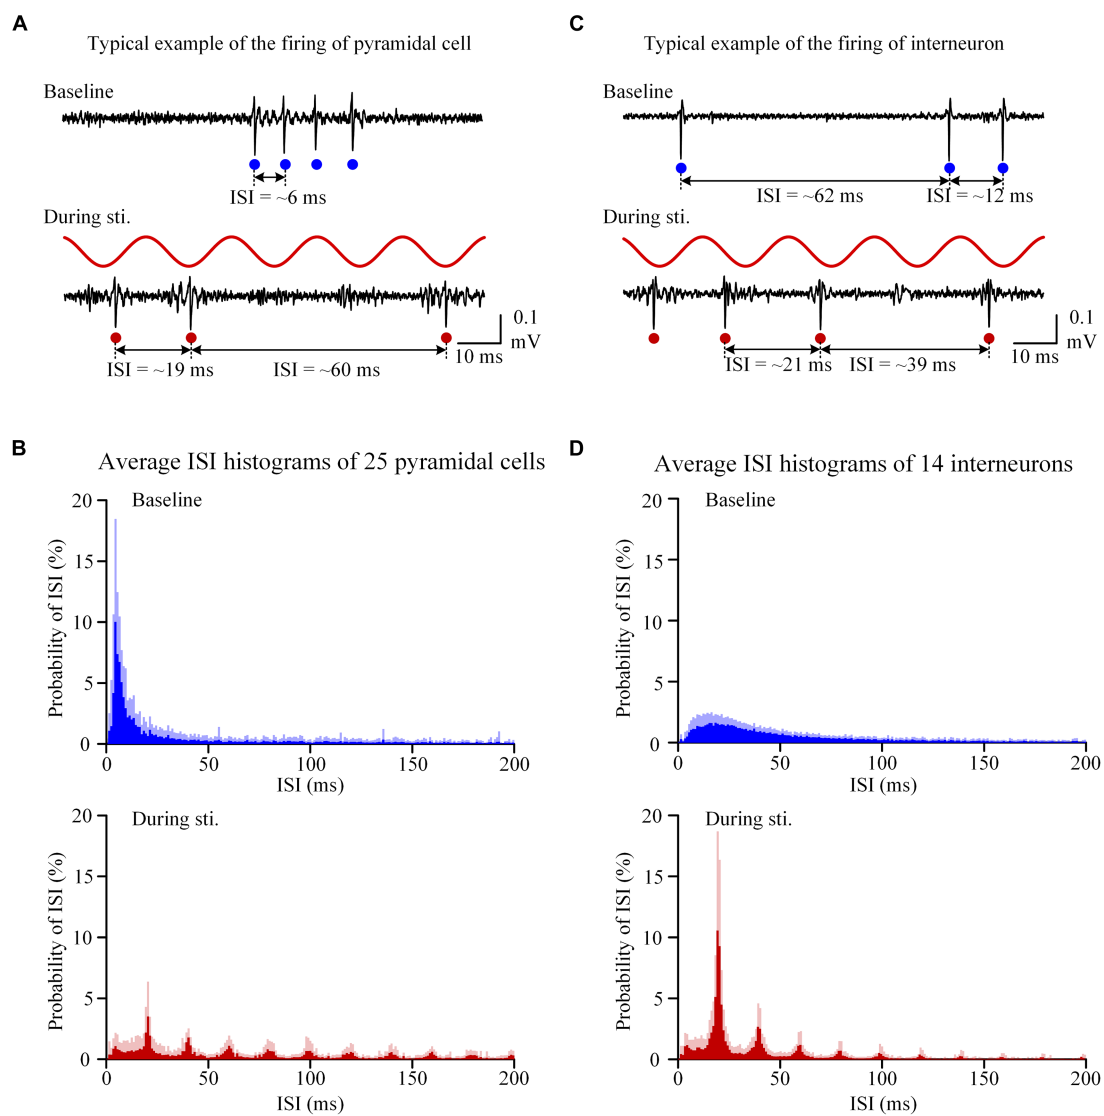 A
Typical example of the firing of pyramidal cell
Baseline
ISI = ~6 ms
During sti.
0.1
mV
10 ms
ISI = ~19 ms
ISI = ~60 ms
C
Typical example of the firing of interneuron
Baseline
ISI = ~62 ms
ISI = ~12 ms
During sti.
0.1
mV
10 ms
ISI = ~21 ms
ISI = ~39 ms
B
Average ISI histograms of 25 pyramidal cells
Baseline
Probability of ISI (%)
20
15
10
5
0
0 50 100 150 200
ISI (ms)
During sti.
Probability of ISI (%)
20
15
10
5
0
0 50 100 150 200
ISI (ms)
D
Average ISI histograms of 14 interneurons
Baseline
Probability of ISI (%)
20
15
10
5
0
0 50 100 150 200
ISI (ms)
During sti.
Probability of ISI (%)
20
15
10
5
0
0 50 100 150 200
ISI (ms)